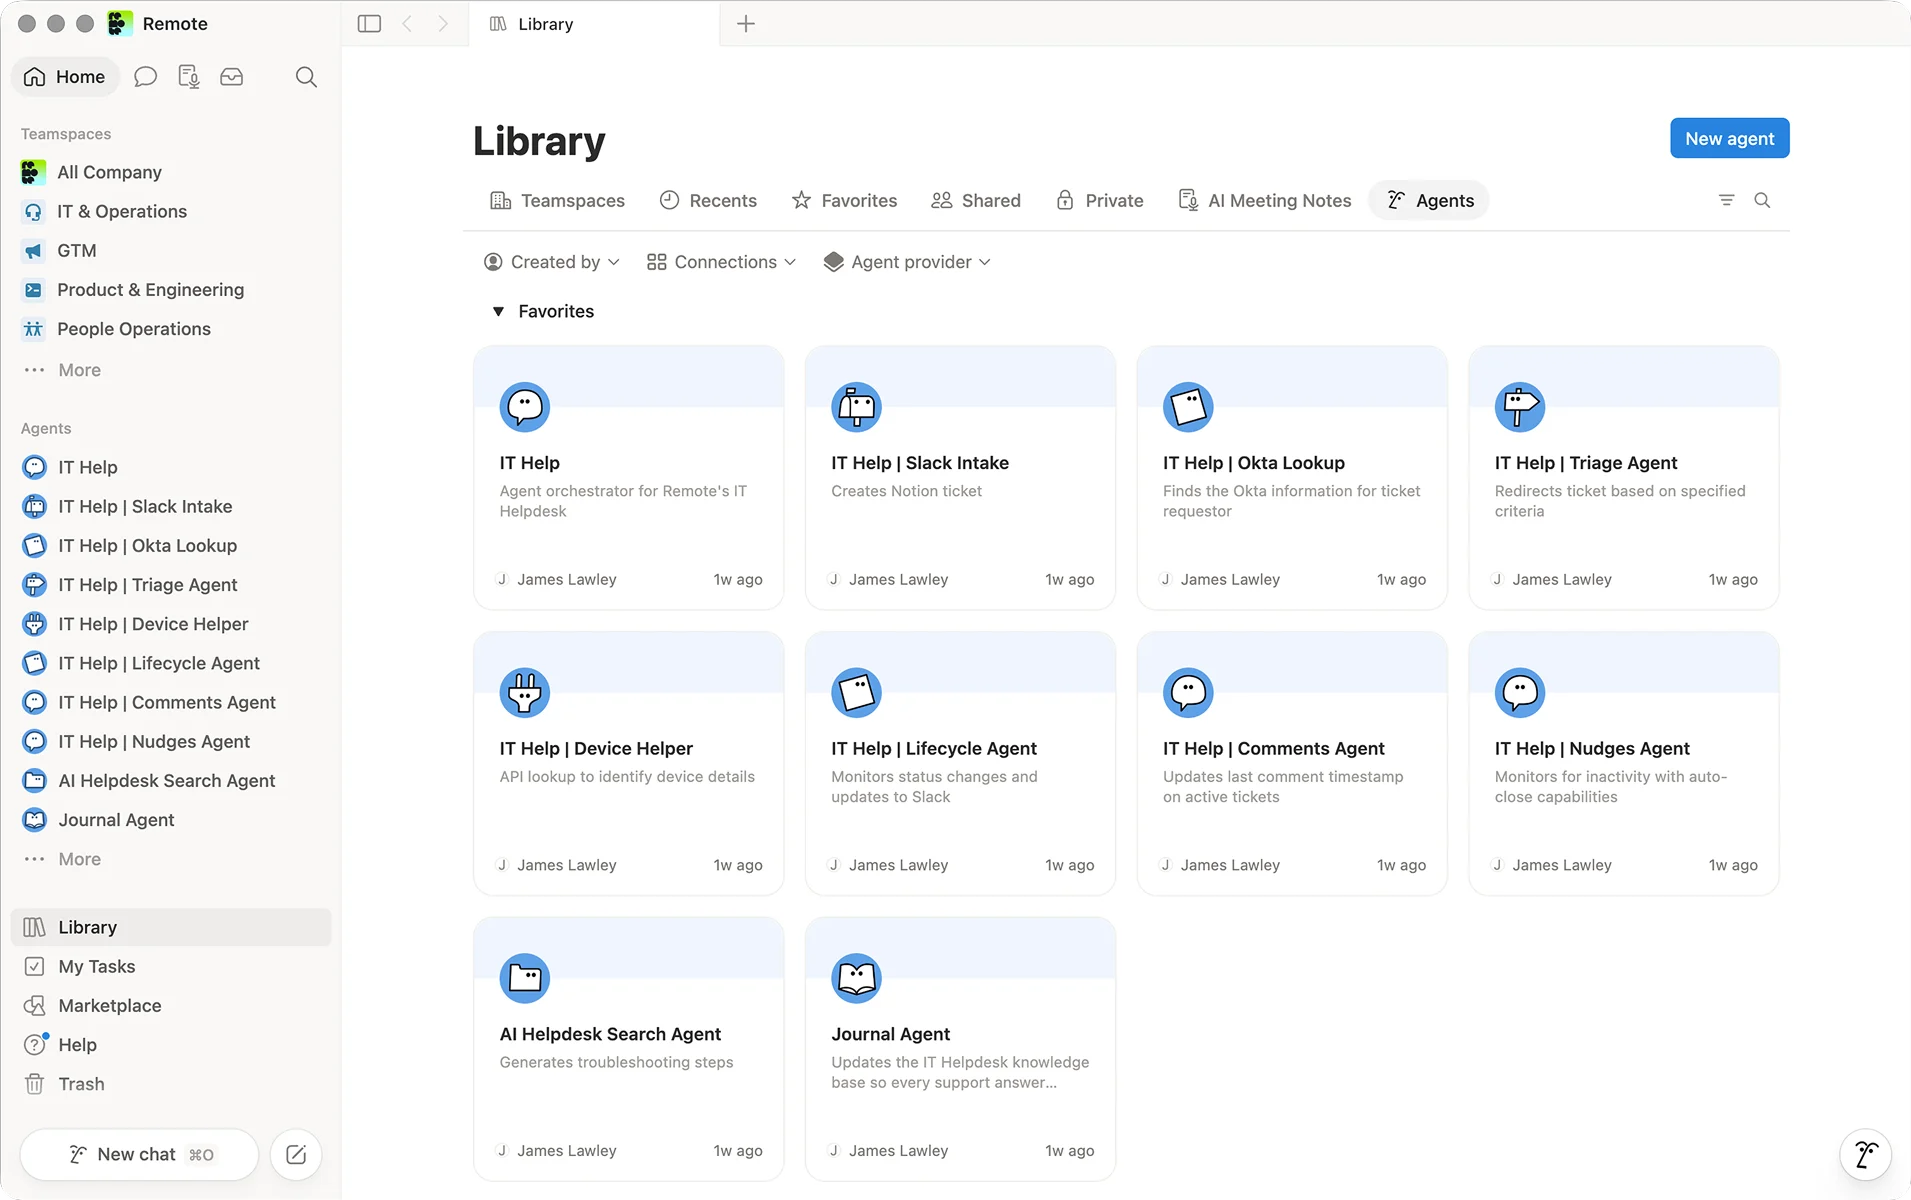 Remote
Library
Home
Teamspaces
All Company
IT & Operations
GTM
Product & Engineering
People Operations
More
Agents
IT Help
IT Help | Slack Intake
IT Help | Okta Lookup
IT Help | Triage Agent
IT Help | Device Helper
IT Help | Lifecycle Agent
IT Help | Comments Agent
IT Help | Nudges Agent
AI Helpdesk Search Agent
Journal Agent
More
Library
My Tasks
Marketplace
Help
Trash
New chat ⌘O
Library
New agent
Teamspaces Recents Favorites Shared Private AI Meeting Notes Agents
Created by Connections Agent provider
Favorites
IT Help
Agent orchestrator for Remote's IT
Helpdesk
J James Lawley 1w ago
IT Help | Slack Intake
Creates Notion ticket
J James Lawley 1w ago
IT Help | Okta Lookup
Finds the Okta information for ticket
requestor
J James Lawley 1w ago
IT Help | Triage Agent
Redirects ticket based on specified
criteria
J James Lawley 1w ago
IT Help | Device Helper
API lookup to identify device details
J James Lawley 1w ago
IT Help | Lifecycle Agent
Monitors status changes and
updates to Slack
J James Lawley 1w ago
IT Help | Comments Agent
Updates last comment timestamp
on active tickets
J James Lawley 1w ago
IT Help | Nudges Agent
Monitors for inactivity with auto-
close capabilities
J James Lawley 1w ago
AI Helpdesk Search Agent
Generates troubleshooting steps
J James Lawley 1w ago
Journal Agent
Updates the IT Helpdesk knowledge
base so every support answer...
J James Lawley 1w ago